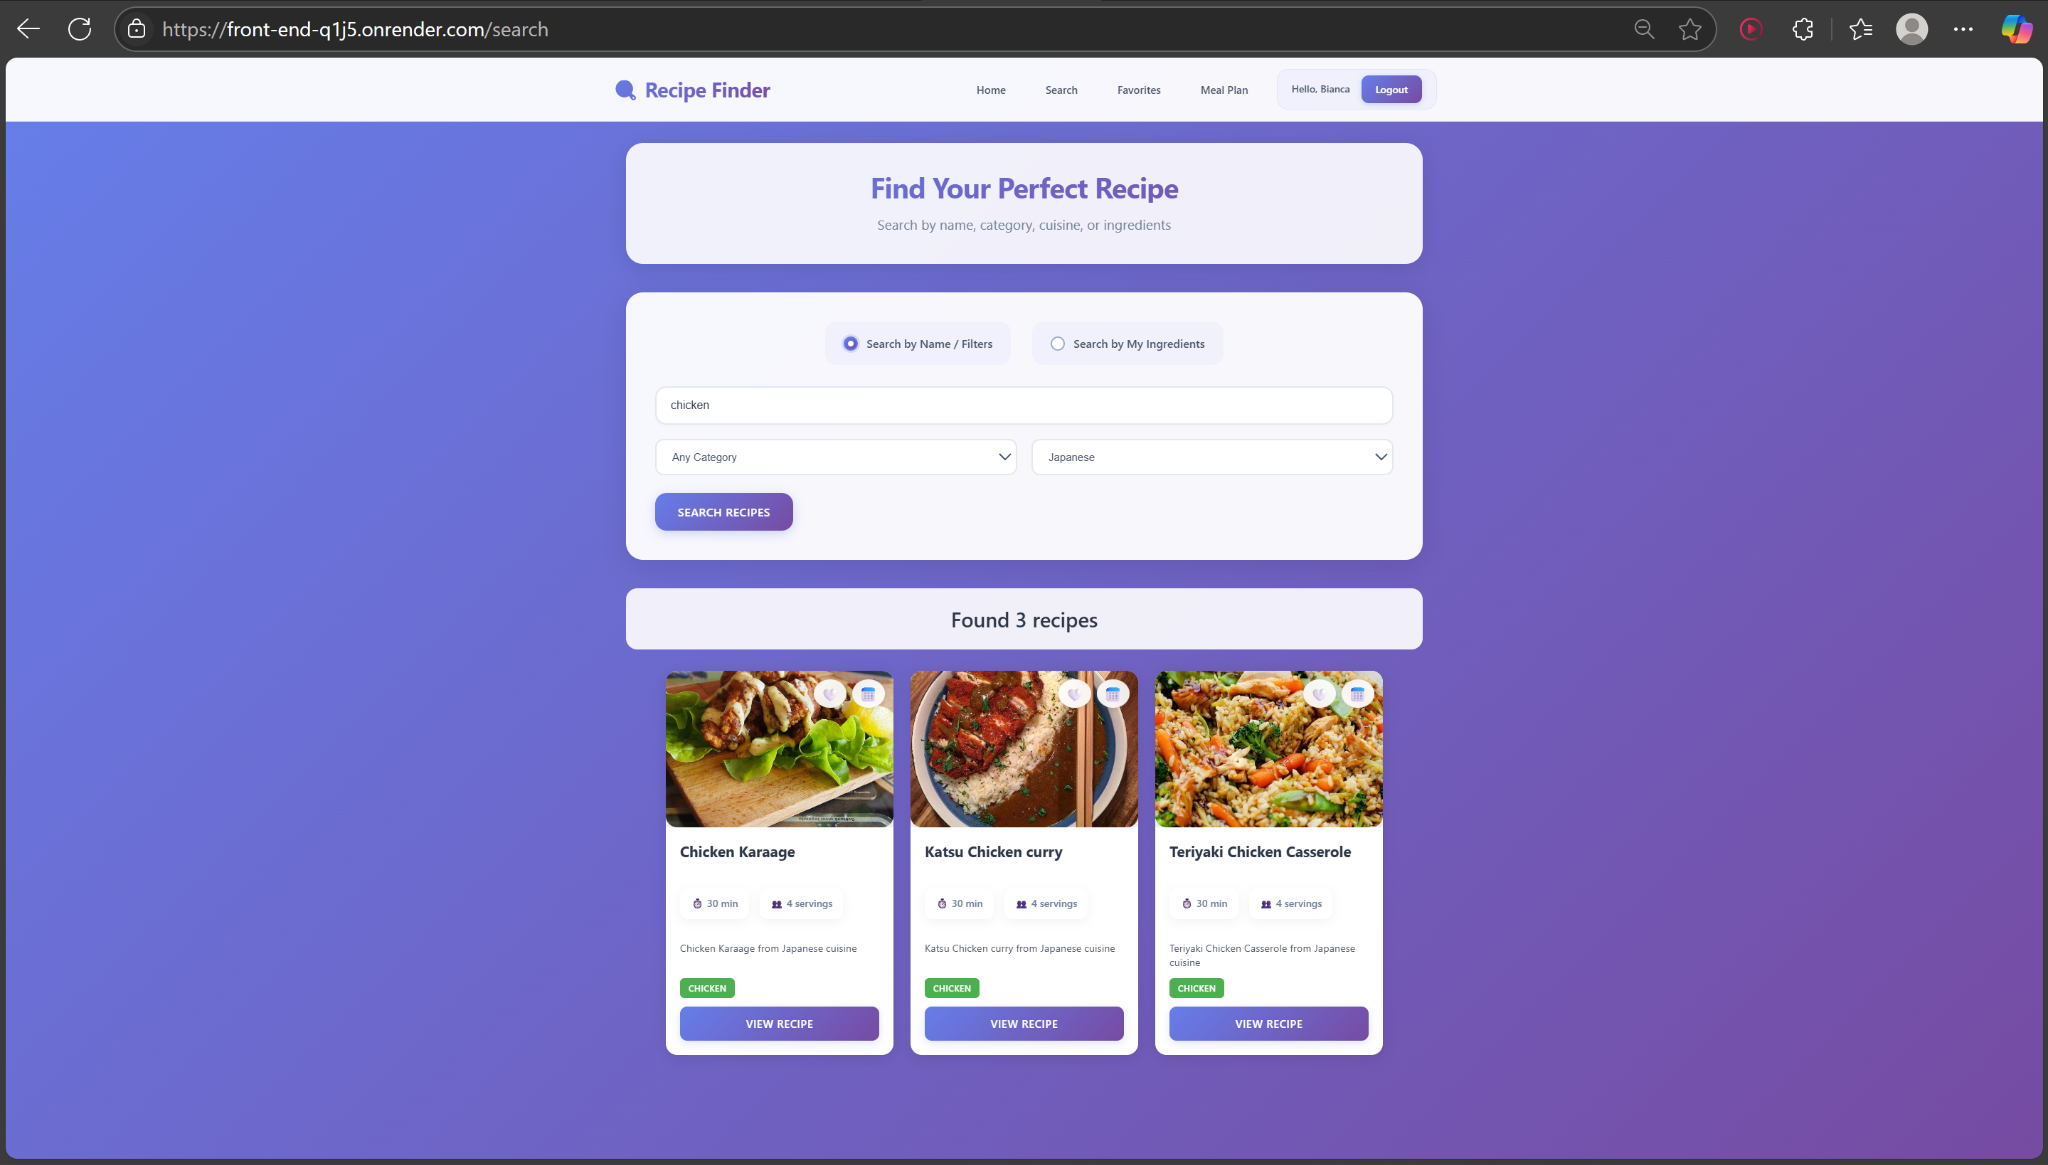 https://front-end-q1j5.onrender.com/search
Recipe Finder
Home
Search
Favorites
Meal Plan
Hello, Bianca
Logout
Find Your Perfect Recipe
Search by name, category, cuisine, or ingredients
Search by Name / Filters
Search by My Ingredients
chicken
Any Category
Japanese
SEARCH RECIPES
Found 3 recipes
Chicken Karaage
30 min
4 servings
Chicken Karaage from Japanese cuisine
CHICKEN
VIEW RECIPE
Katsu Chicken curry
30 min
4 servings
Katsu Chicken curry from Japanese cuisine
CHICKEN
VIEW RECIPE
Teriyaki Chicken Casserole
30 min
4 servings
Teriyaki Chicken Casserole from Japanese
cuisine
CHICKEN
VIEW RECIPE